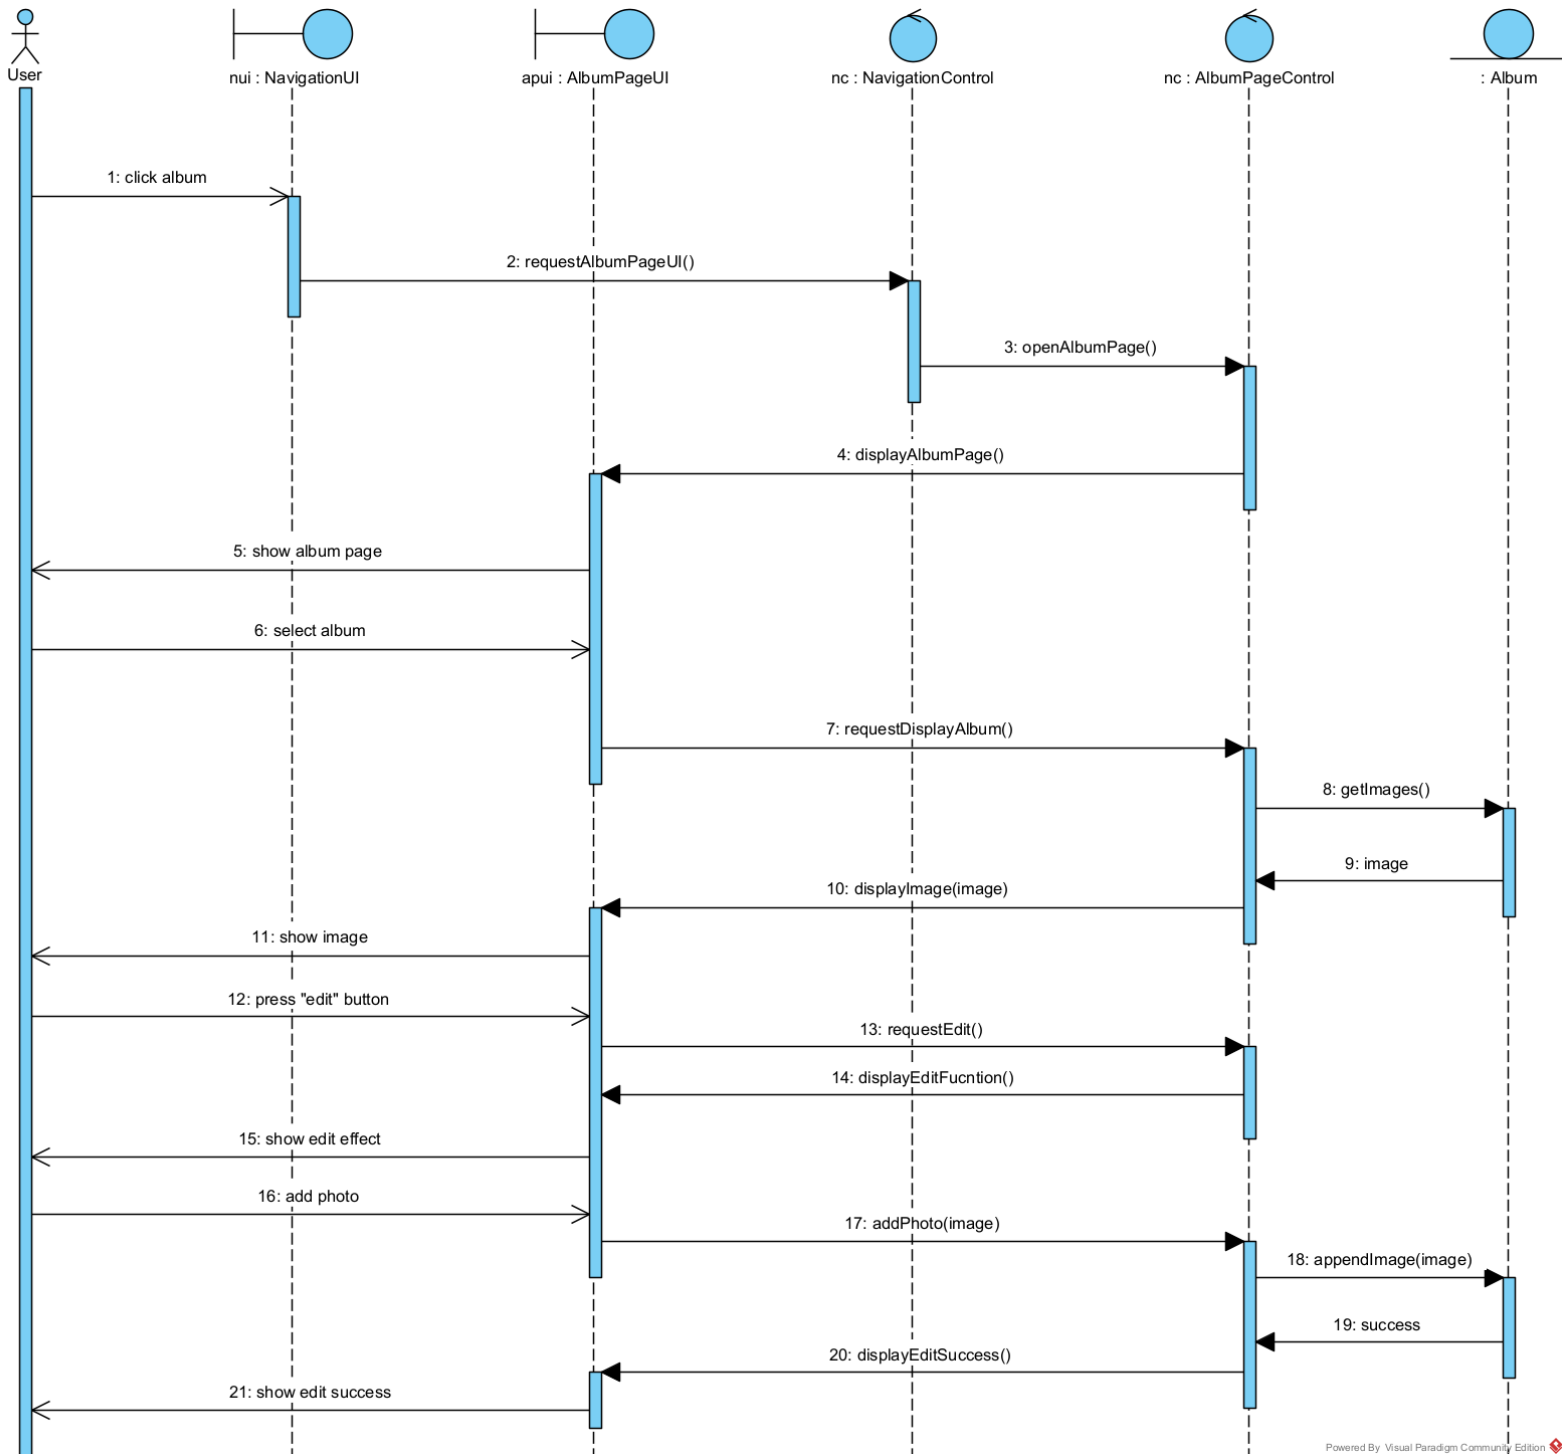 User
nui : NavigationUI
apui : AlbumPageUI
nc : NavigationControl
nc : AlbumPageControl
: Album
1: click album
2: requestAlbumPageUI()
3: openAlbumPage()
4: displayAlbumPage()
5: show album page
6: select album
7: requestDisplayAlbum()
8: getImages()
9: image
10: displayImage(image)
11: show image
12: press "edit" button
13: requestEdit()
14: displayEditFucntion()
15: show edit effect
16: add photo
17: addPhoto(image)
18: appendImage(image)
19: success
20: displayEditSuccess()
21: show edit success
Powered By Visual Paradigm Community Edition